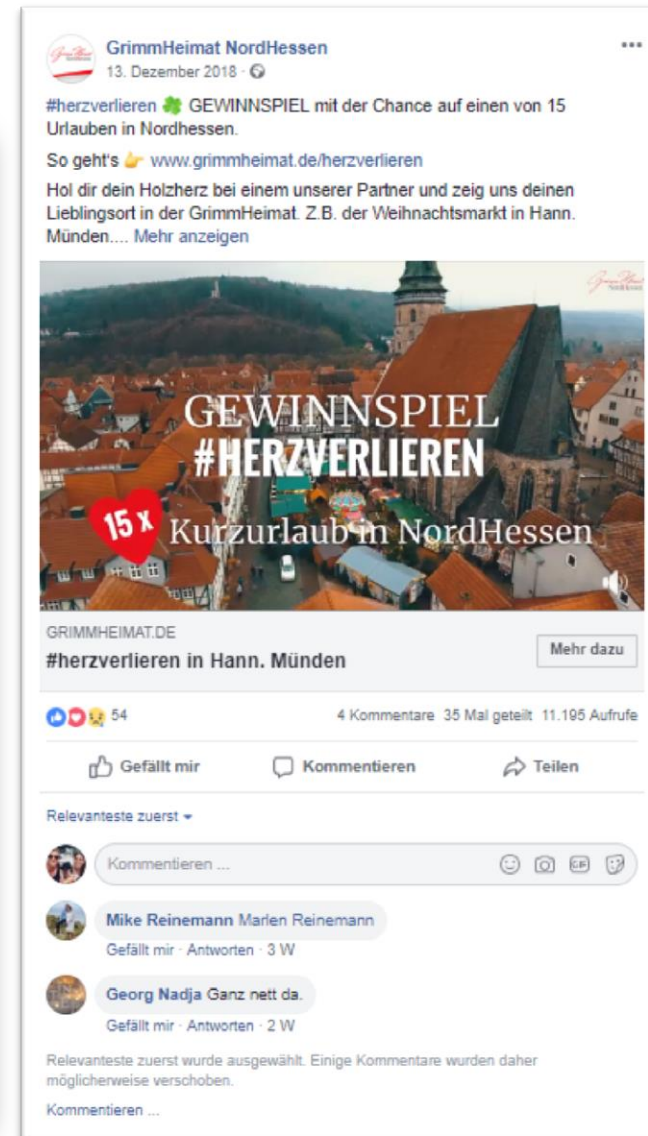 GrimmHeimat NordHessen
13. Dezember 2018 ·
#herzverlieren 🍀 GEWINNSPIEL mit der Chance auf einen von 15
Urlauben in Nordhessen.
So geht's 👉 www.grimmheimat.de/herzverlieren
Hol dir dein Holzherz bei einem unserer Partner und zeig uns deinen
Lieblingsort in der GrimmHeimat. Z.B. der Weihnachtsmarkt in Hann.
Münden.... Mehr anzeigen
GEWINNSPIEL
#HERZVERLIEREN
15 x
Kurzurlaub in NordHessen
GRIMMHEIMAT.DE
#herzverlieren in Hann. Münden
Mehr dazu
54 4 Kommentare 35 Mal geteilt 11.195 Aufrufe
Gefällt mir Kommentieren Teilen
Relevanteste zuerst
Kommentieren ...
GIF
Mike Reinemann Marlen Reinemann
Gefällt mir · Antworten · 3 W
Georg Nadja Ganz nett da.
Gefällt mir · Antworten · 2 W
Relevanteste zuerst wurde ausgewählt. Einige Kommentare wurden daher
möglicherweise verschoben.
Kommentieren ...